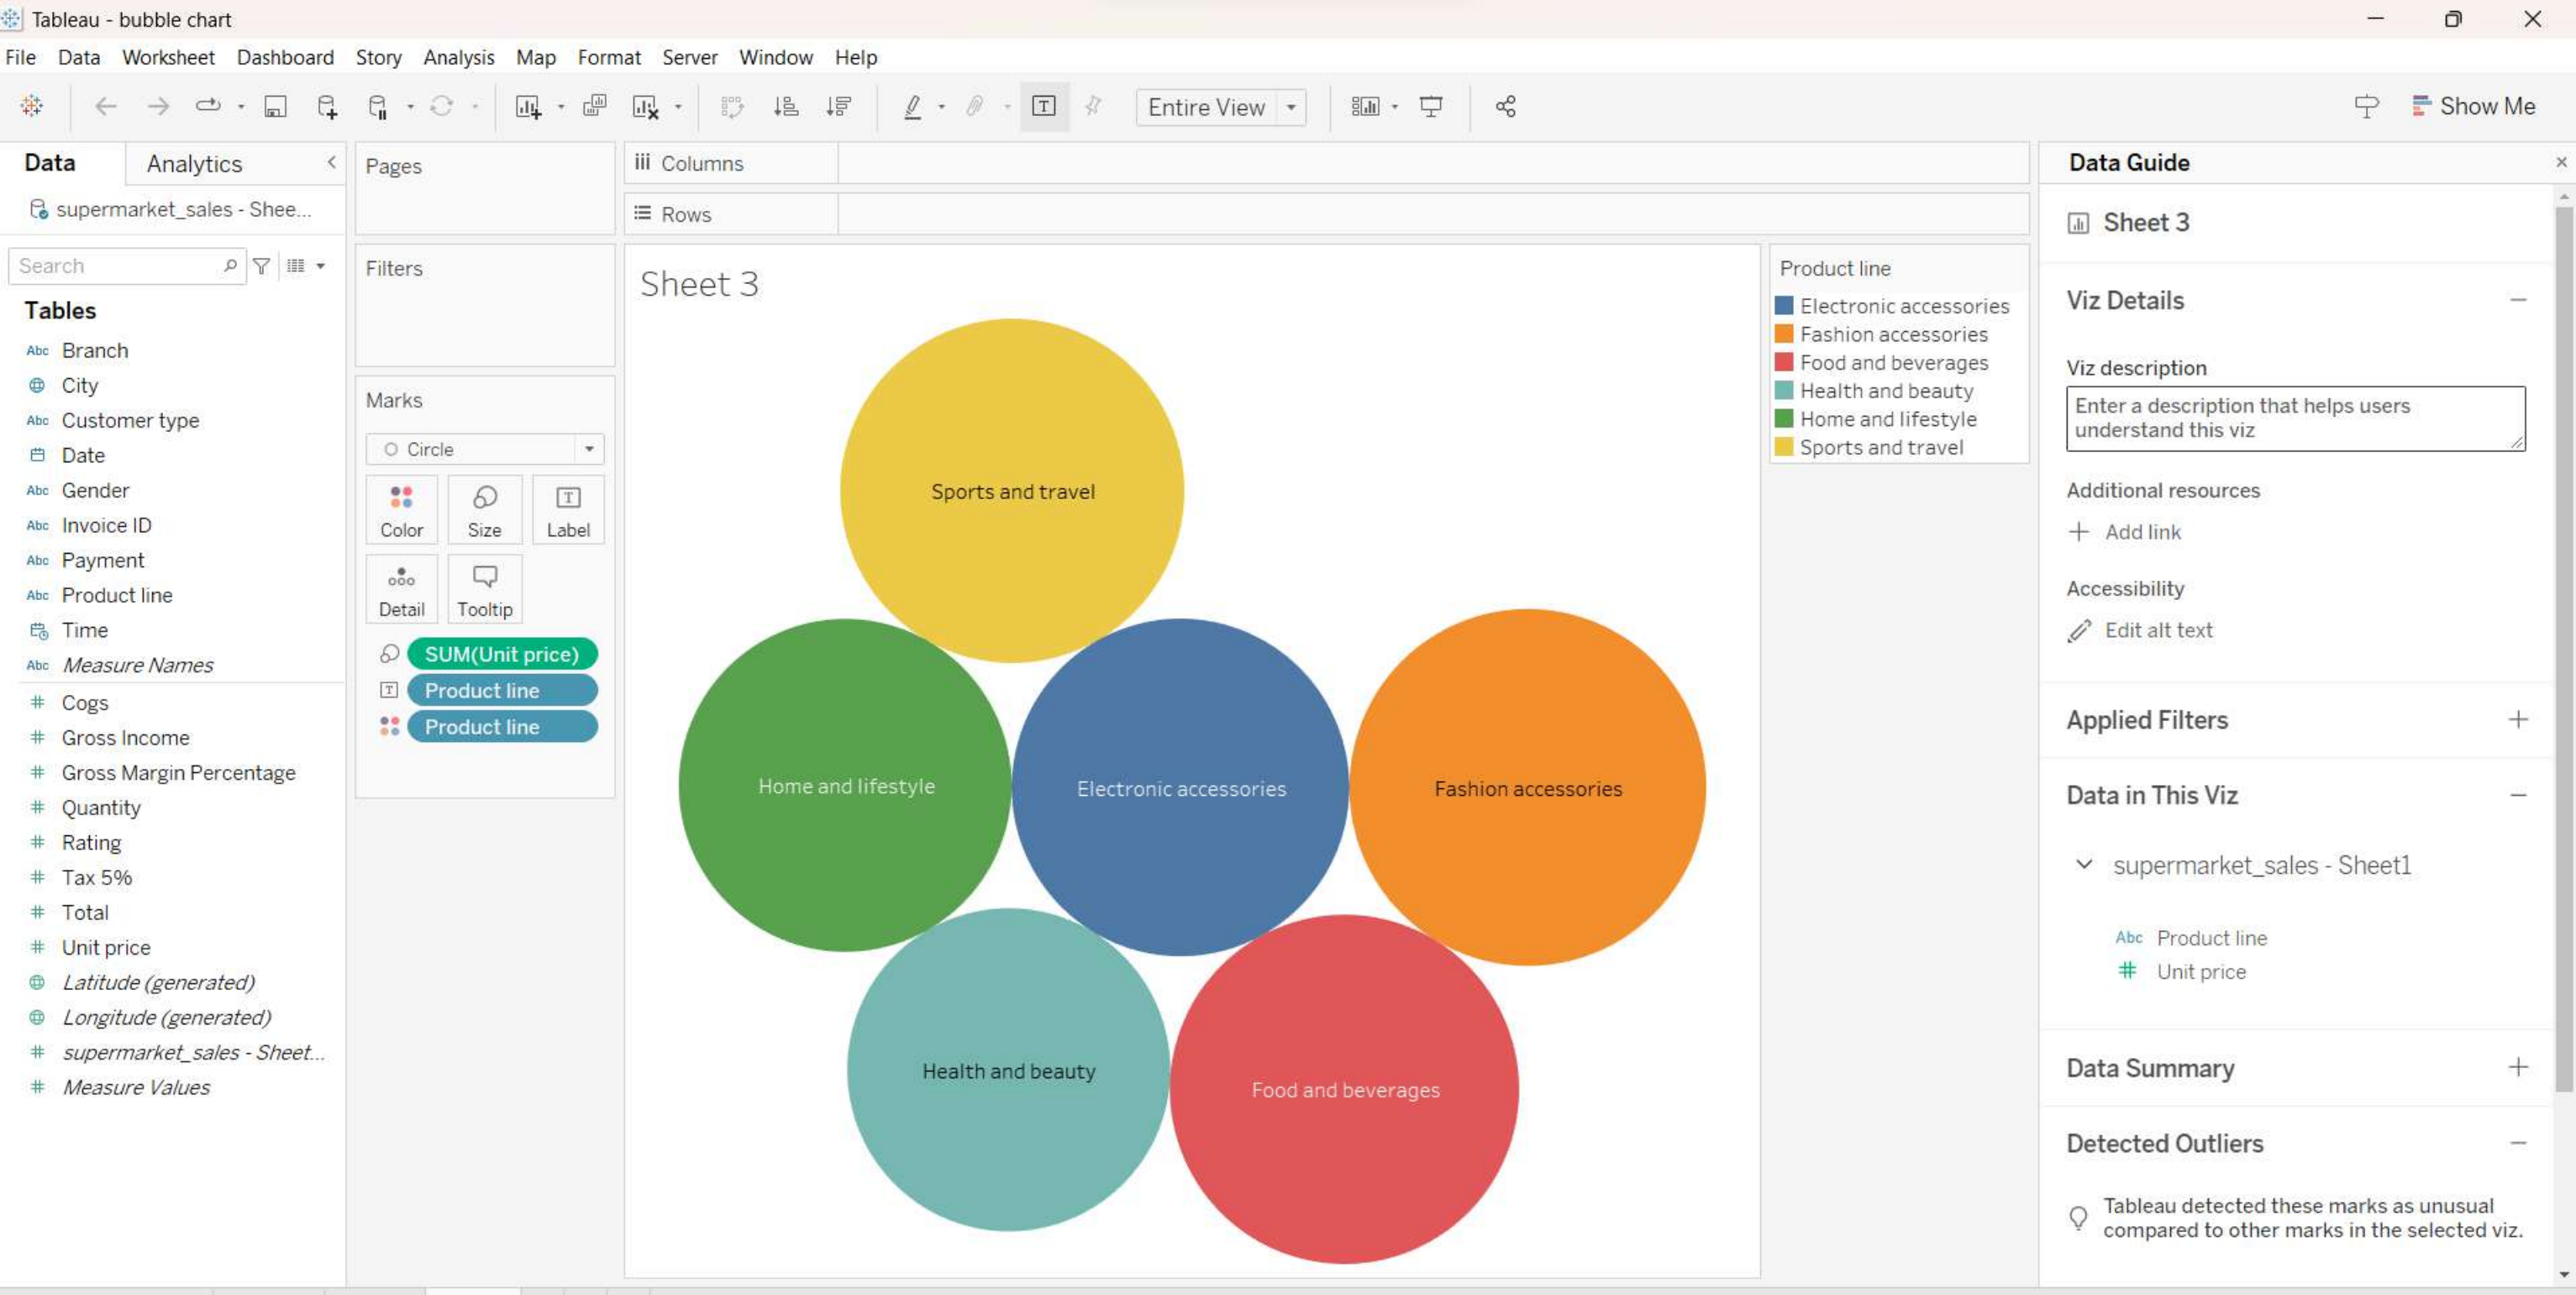 Tableau - bubble chart
File Data Worksheet Dashboard Story Analysis Map Format Server Window Help
Entire View
Show Me
Data
Analytics
supermarket_sales - Shee...
Search
Tables
Abc Branch
City
Abc Customer type
Date
Abc Gender
Abc Invoice ID
Abc Payment
Abc Product line
Time
Abc Measure Names
# Cogs
# Gross Income
# Gross Margin Percentage
# Quantity
# Rating
# Tax 5%
# Total
# Unit price
Latitude (generated)
Longitude (generated)
# supermarket_sales - Sheet...
# Measure Values
Pages
Filters
Marks
Circle
Color Size Label
Detail Tooltip
SUM(Unit price)
Product line
Product line
Columns
Rows
Sheet 3
Sports and travel
Home and lifestyle
Electronic accessories
Fashion accessories
Health and beauty
Food and beverages
Product line
Electronic accessories
Fashion accessories
Food and beverages
Health and beauty
Home and lifestyle
Sports and travel
Data Guide
Sheet 3
Viz Details
Viz description
Enter a description that helps users
understand this viz
Additional resources
Add link
Accessibility
Edit alt text
Applied Filters
Data in This Viz
supermarket_sales - Sheet1
Abc Product line
# Unit price
Data Summary
Detected Outliers
Tableau detected these marks as unusual
compared to other marks in the selected viz.